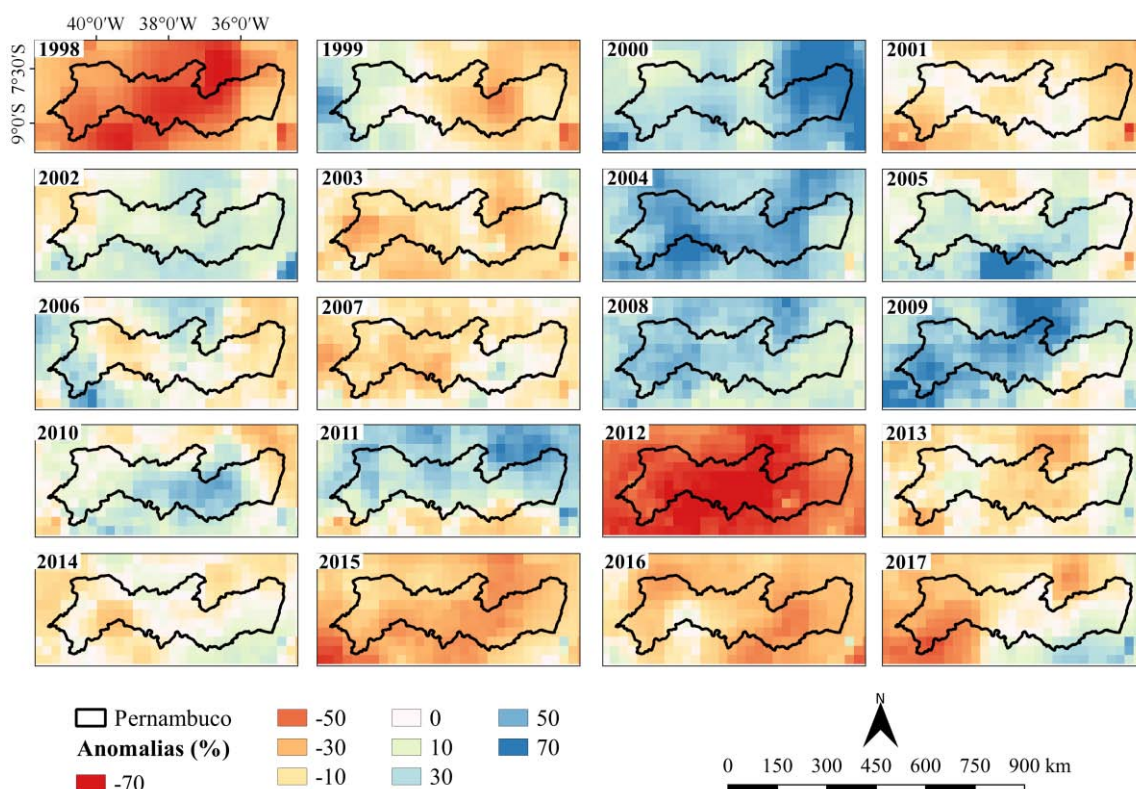 40°0'W 38°0'W 36°0'W
7°30'S
9°0'S
1998 1999 2000 2001
2002 2003 2004 2005
2006 2007 2008 2009
2010 2011 2012 2013
2014 2015 2016 2017
Pernambuco -50 0 50
Anomalias (%) -30 10 70
-70 -10 30
N
0 150 300 450 600 750 900 km